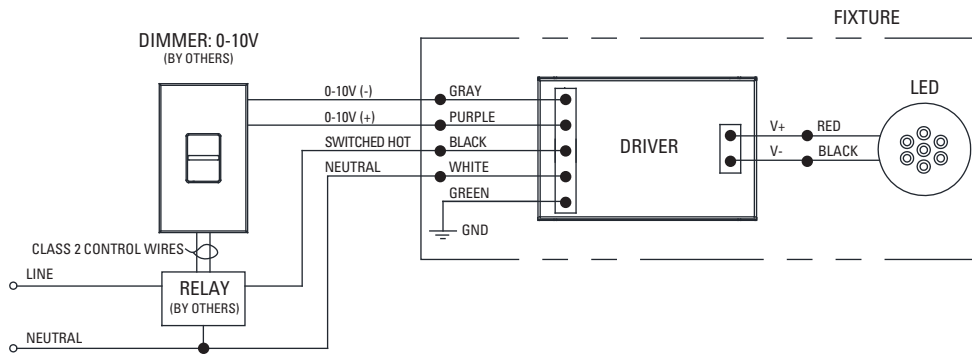 FIXTURE
DIMMER: 0-10V
(BY OTHERS)
0-10V (-)
GRAY
0-10V (+)
PURPLE
SWITCHED HOT
BLACK
NEUTRAL
WHITE
GREEN
GND
DRIVER
V+
RED
V-
BLACK
LED
CLASS 2 CONTROL WIRES
LINE
RELAY
(BY OTHERS)
NEUTRAL